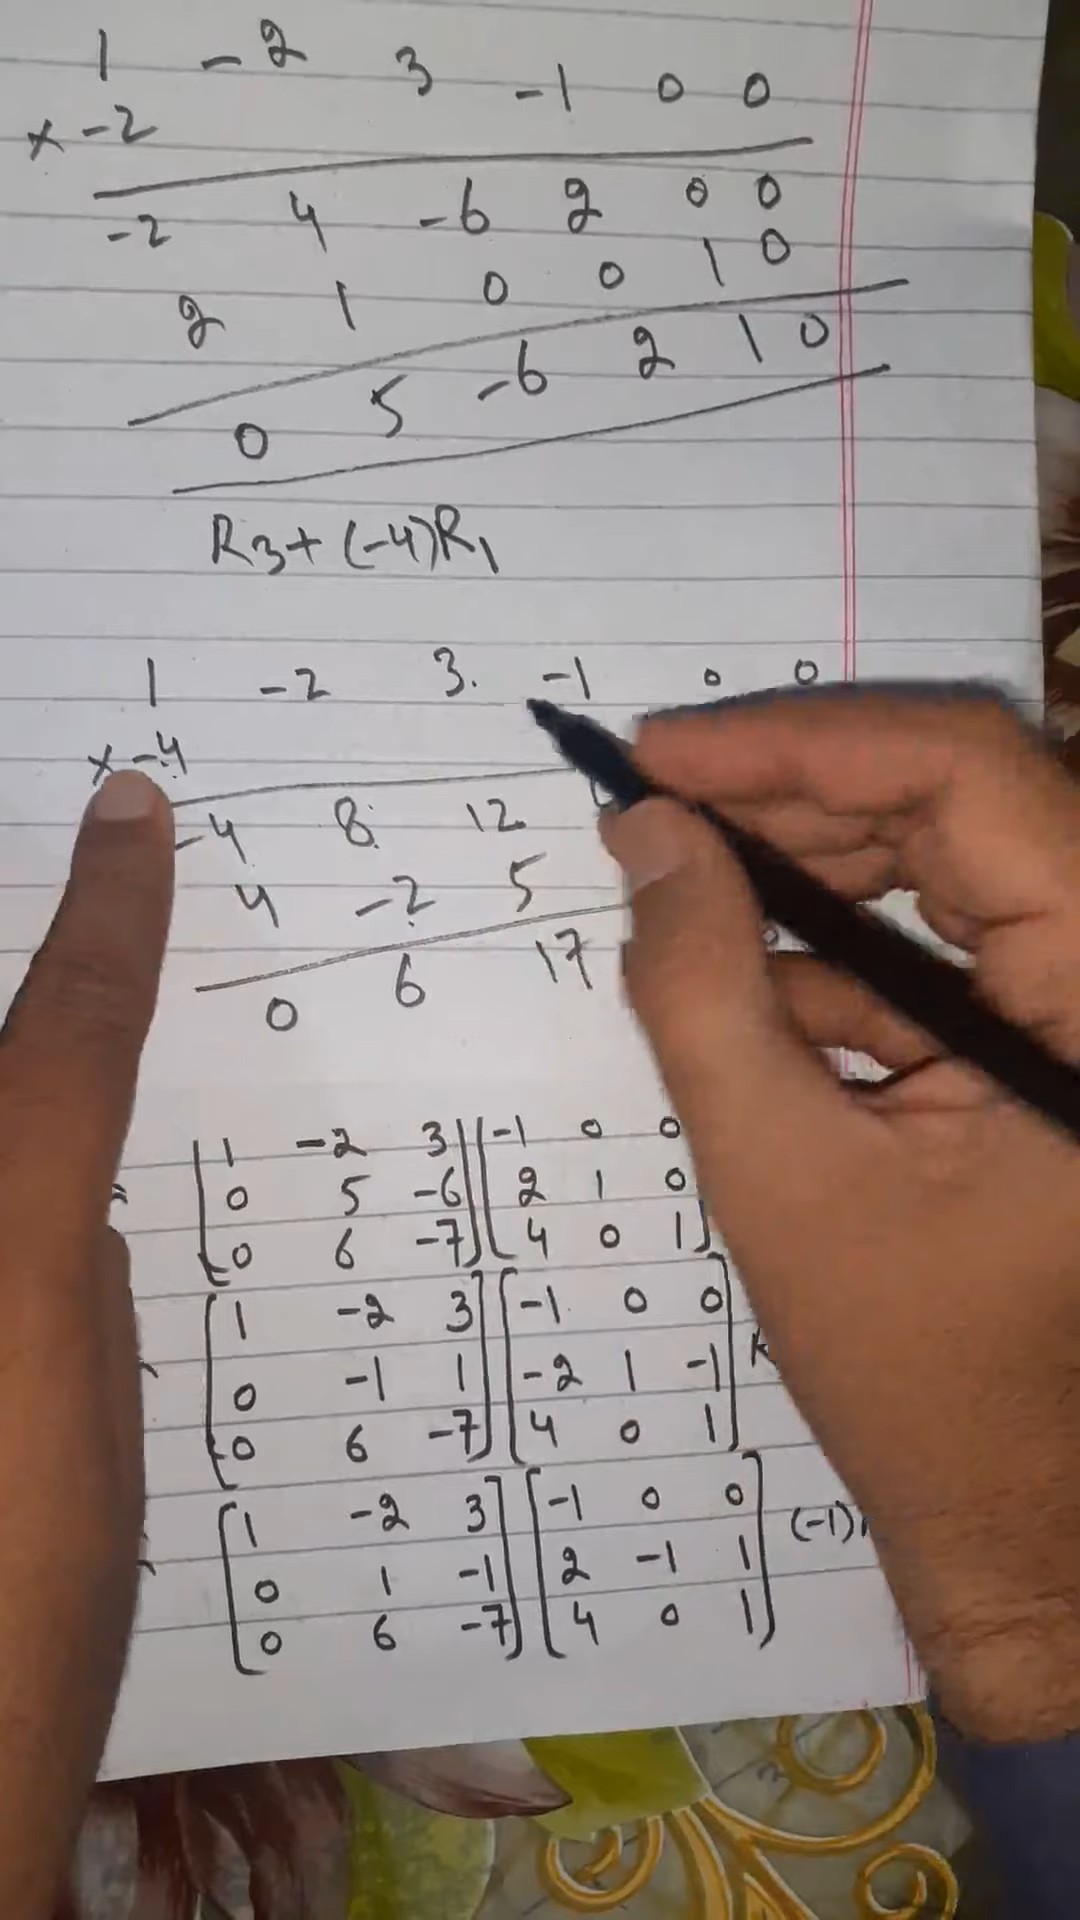 1 -2 3 -1 0 0
× -2
-2 4 -6 2 0 0
2 1 0 0 1 0
0 5 -6 2 1 0
R3+(-4)R1
1 -2 3. -1 0 0
× -4
-4 8 12
4 -2 5
0 6 17
[1 -2 3] [-1 0 0
0 5 -6 2 1 0
0 6 -7 4 0 1]
[1 -2 3] [-1 0 0]
0 -1 1 -2 1 -1
0 6 -7 4 0 1
[1 -2 3] [-1 0 0] (-1)
0 1 -1 2 -1 1
0 6 -7 4 0 1